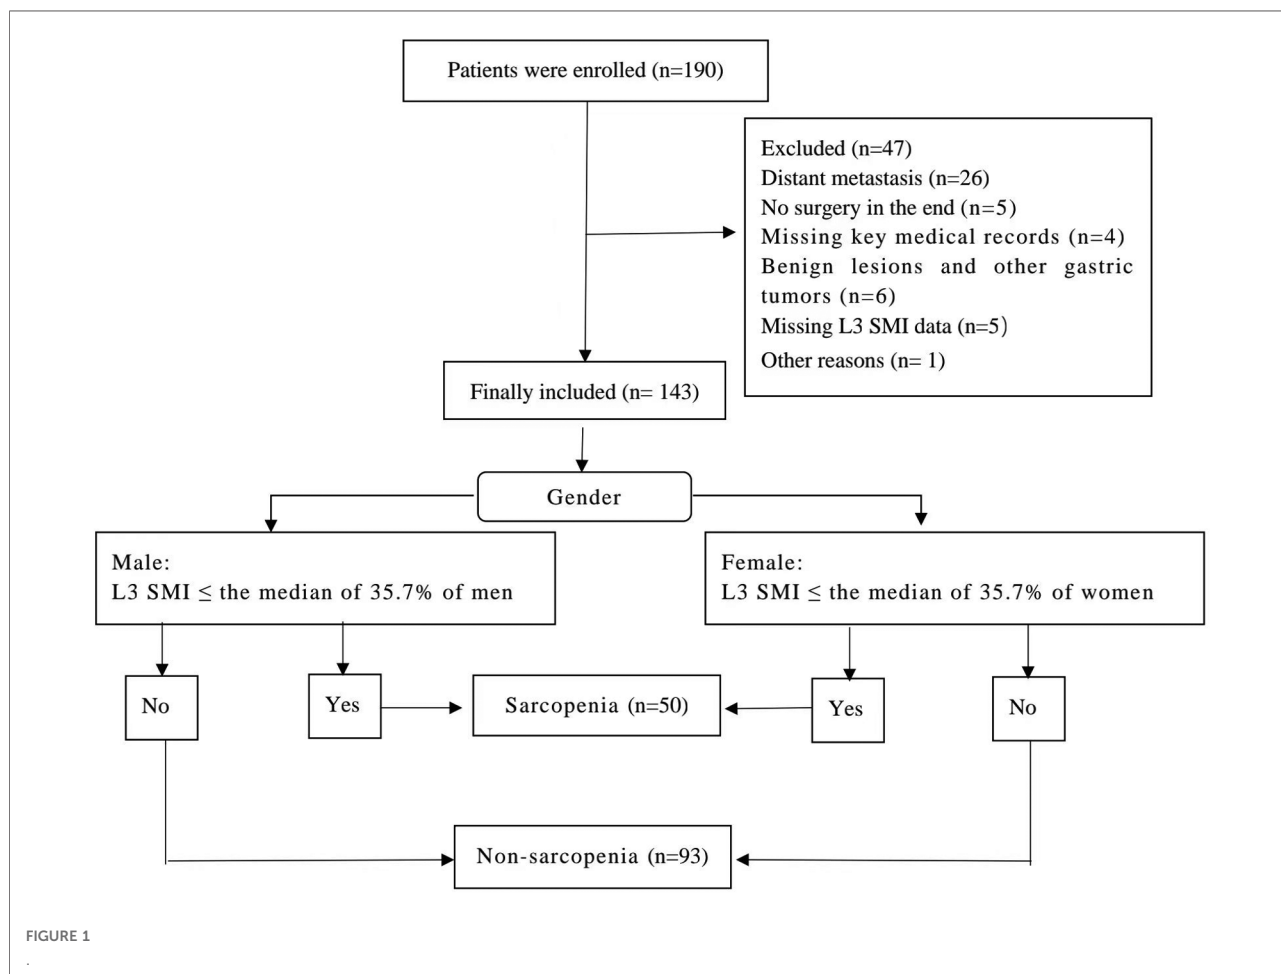 Patients were enrolled (n=190)
Excluded (n=47)
Distant metastasis (n=26)
No surgery in the end (n=5)
Missing key medical records (n=4)
Benign lesions and other gastric
tumors (n=6)
Missing L3 SMI data (n=5)
Other reasons (n= 1)
Finally included (n= 143)
Gender
Male:
L3 SMI ≤ the median of 35.7% of men
Female:
L3 SMI ≤ the median of 35.7% of women
No
Yes
Sarcopenia (n=50)
Yes
No
Non-sarcopenia (n=93)
FIGURE 1
.